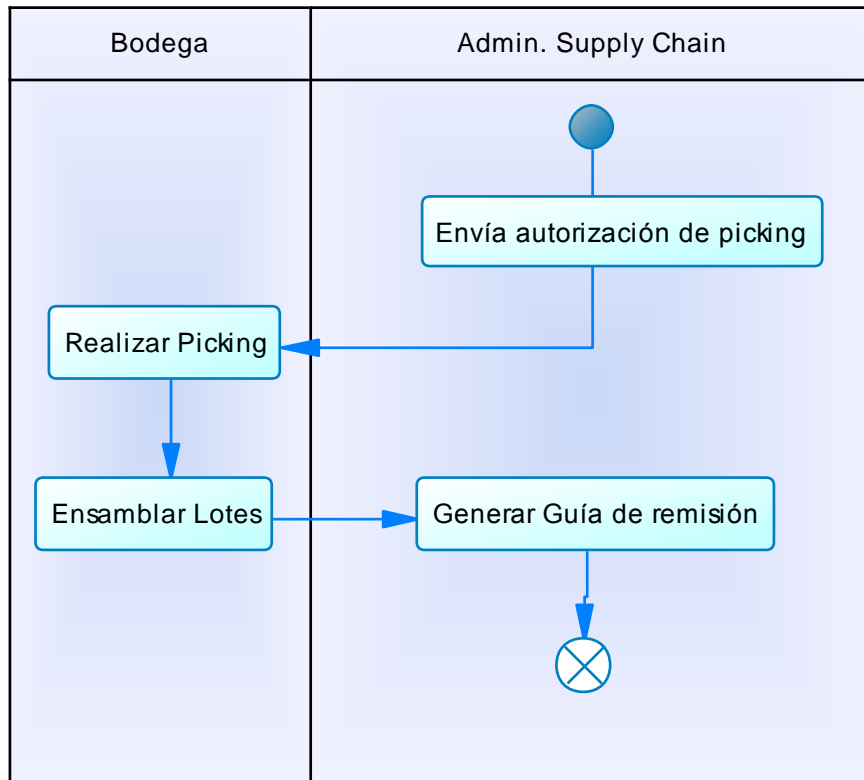 Bodega
Admin. Supply Chain
Envía autorización de picking
Realizar Picking
Ensamblar Lotes
Generar Guía de remisión